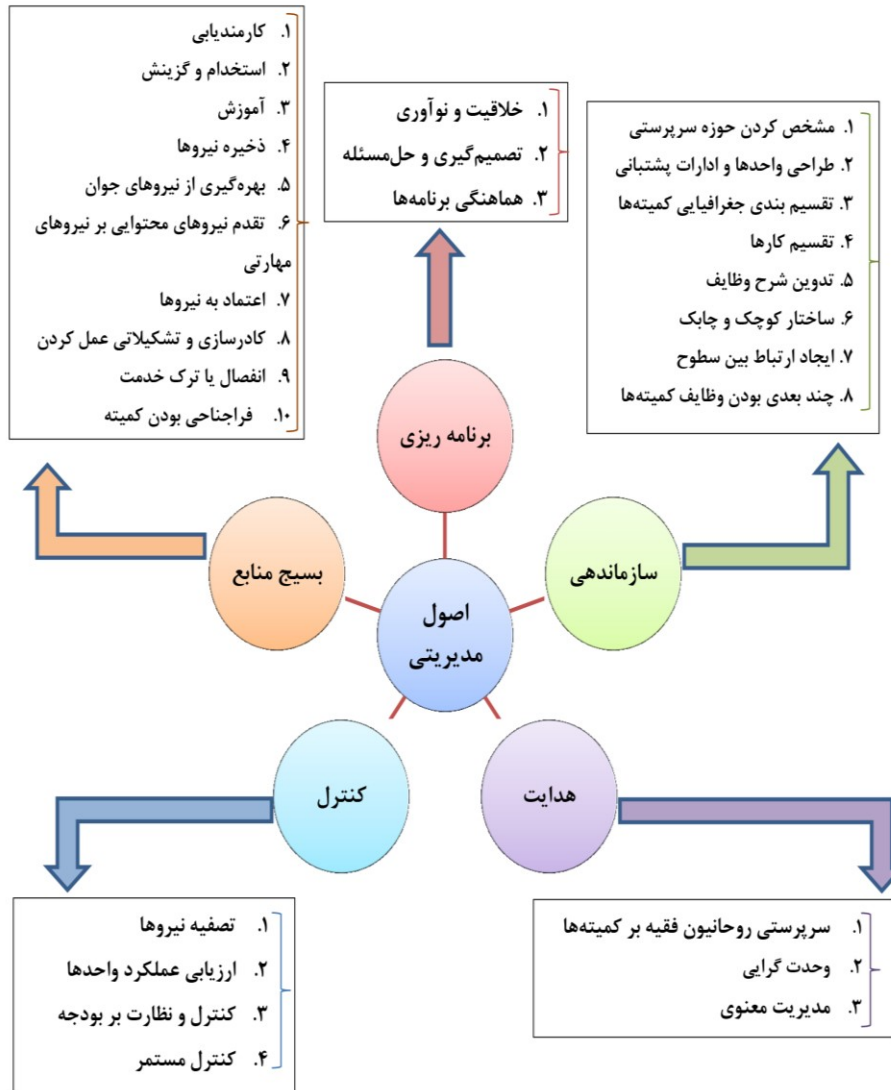 ۱. کارمندیابی
۲. استخدام و گزینش
۳. آموزش
۴. ذخیره نیروها
۵. بهره‌گیری از نیروهای جوان
۶. تقدم نیروهای محتوایی بر نیروهای
مهارتی
۷. اعتماد به نیروها
۸. کادرسازی و تشکیلاتی عمل کردن
۹. انفصال یا ترک خدمت
۱۰. فراجناحی بودن کمیته
۱. خلاقیت و نوآوری
۲. تصمیم‌گیری و حل‌مسئله
۳. هماهنگی برنامه‌ها
۱. مشخص کردن حوزه سرپرستی
۲. طراحی واحدها و ادارات پشتبانی
۳. تقسیم بندی جغرافیایی کمیته‌ها
۴. تقسیم کارها
۵. تدوین شرح وظایف
۶. ساختار کوچک و چابک
۷. ایجاد ارتباط بین سطوح
۸. چند بعدی بودن وظایف کمیته‌ها
برنامه ریزی
بسیج منابع
سازماندهی
اصول
مدیریتی
کنترل
هدایت
۱. تصفیه نیروها
۲. ارزیابی عملکرد واحدها
۳. کنترل و نظارت بر بودجه
۴. کنترل مستمر
۱. سرپرستی روحانیون فقیه بر کمیته‌ها
۲. وحدت گرایی
۳. مدیریت معنوی